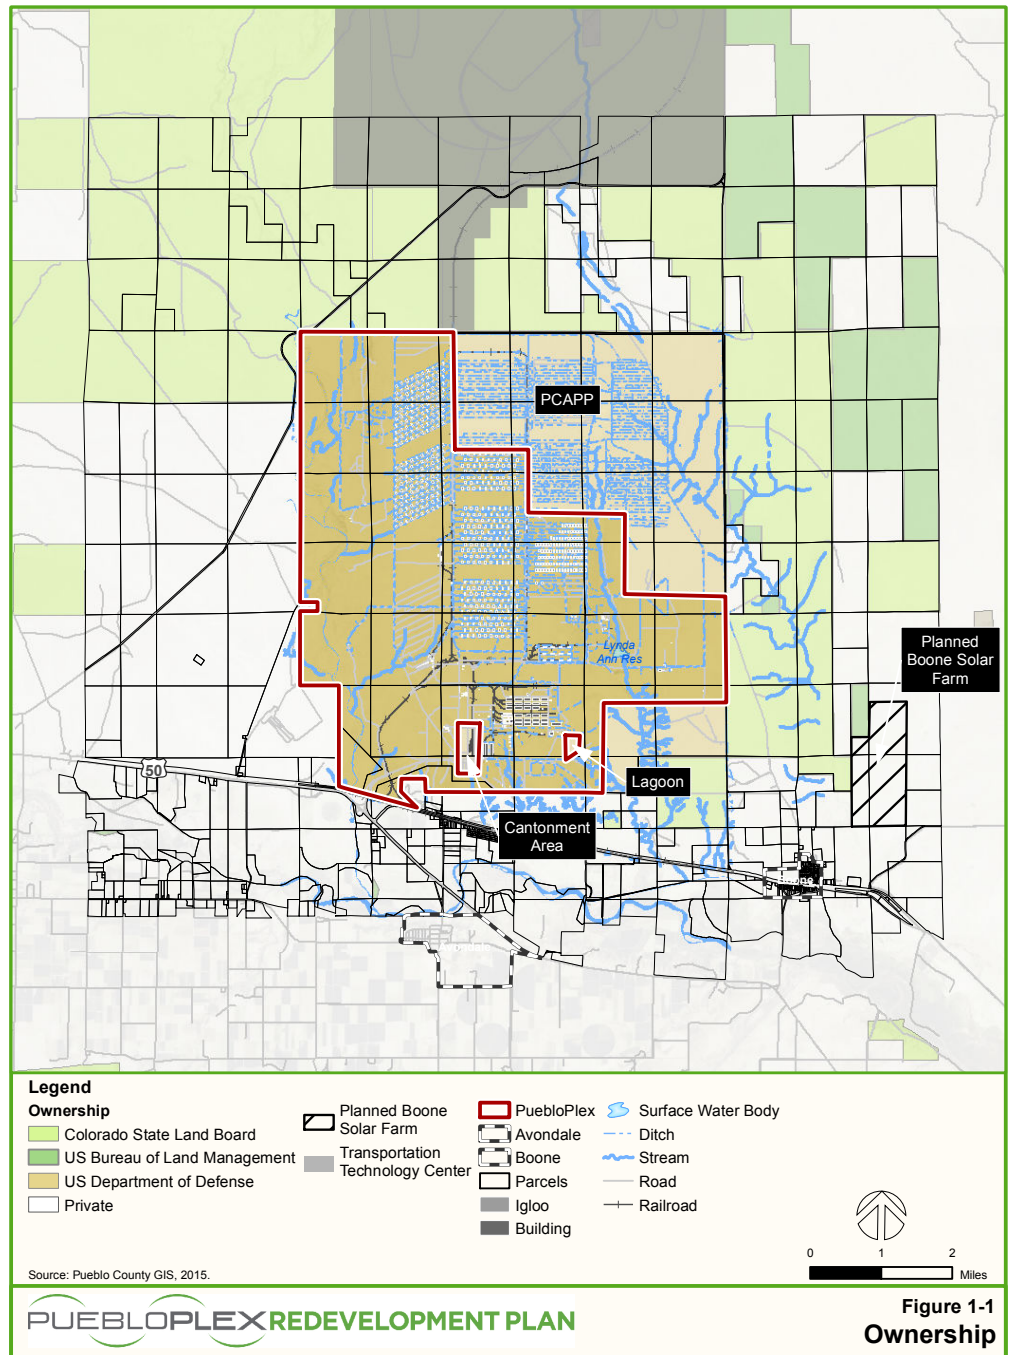 PCAPP
Lynda
Ann Res
Planned
Boone Solar
Farm
50
Lagoon
Cantonment
Area
Legend
Ownership
Colorado State Land Board
US Bureau of Land Management
US Department of Defense
Private
Planned Boone
Solar Farm
Transportation
Technology Center
PuebloPlex
Avondale
Boone
Parcels
Igloo
Building
Surface Water Body
Ditch
Stream
Road
Railroad
0 1 2
Miles
Source: Pueblo County GIS, 2015.
PUEBLOPLEX REDEVELOPMENT PLAN
Figure 1-1
Ownership